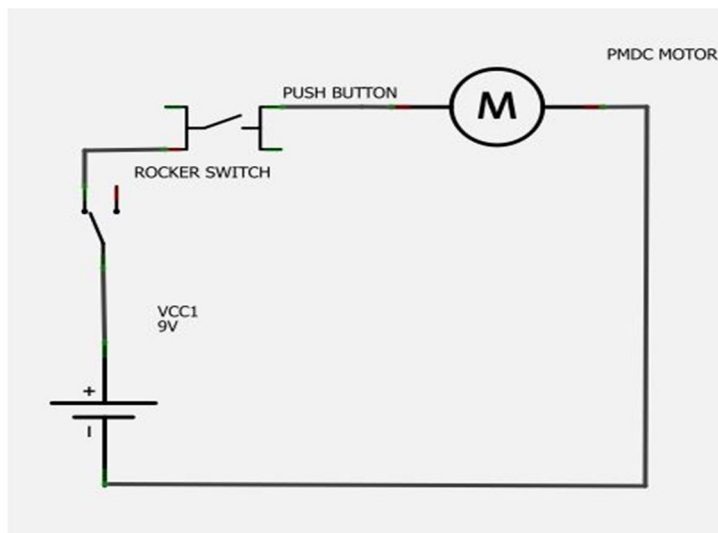 PMDC MOTOR
PUSH BUTTON
M
ROCKER SWITCH
VCC1
9V
+
-